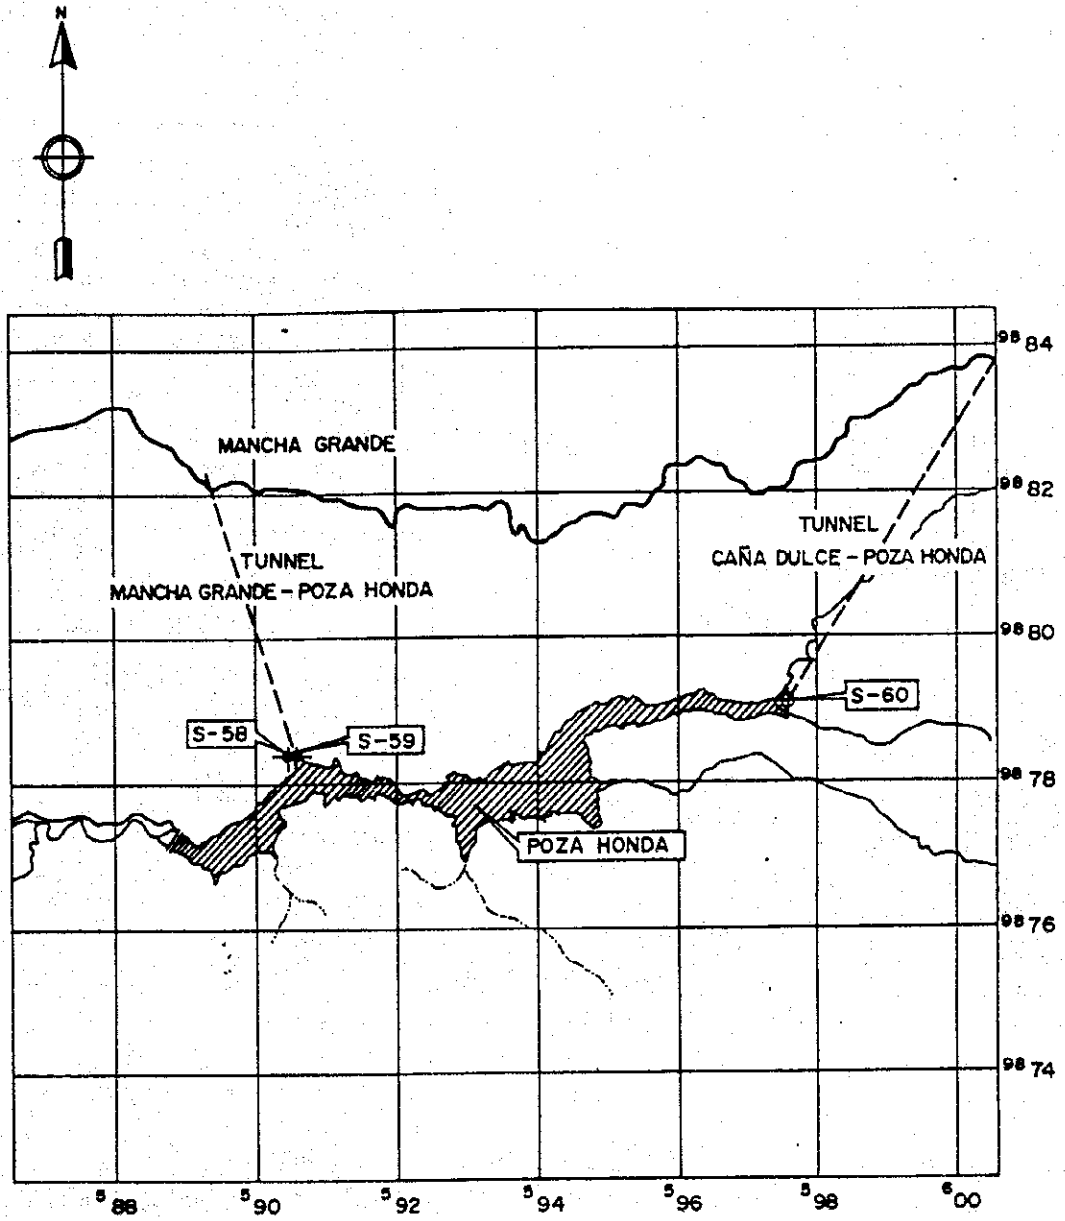 N
98 84
MANCHA GRANDE
98 82
TUNNEL
CAÑA DULCE-POZA HONDA
TUNNEL
MANCHA GRANDE-POZA HONDA
98 80
S-60
S-58
S-59
98 78
POZA HONDA
98 76
98 74
5 88
5 90
5 92
5 94
5 96
5 98
6 00